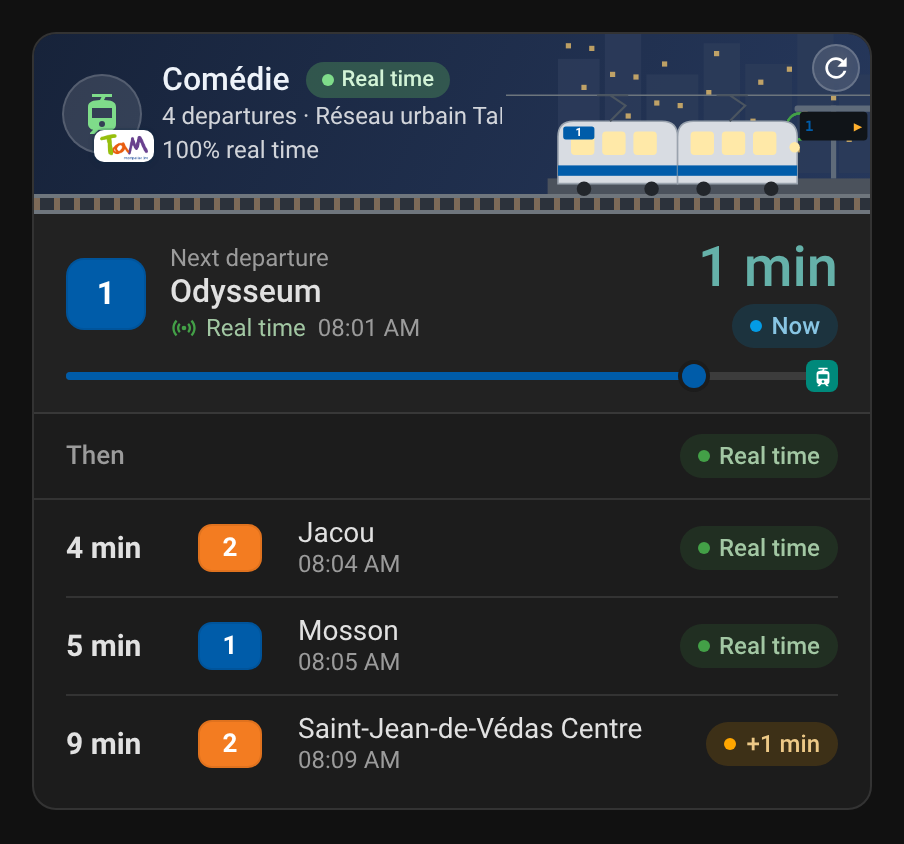 Comédie
Real time
4 departures · Réseau urbain Ta
100% real time
TaM
1
1
1
Next departure
Odysseum
Real time 08:01 AM
1 min
Now
Then
Real time
4 min
2
Jacou
08:04 AM
Real time
5 min
1
Mosson
08:05 AM
Real time
9 min
2
Saint-Jean-de-Védas Centre
08:09 AM
+1 min